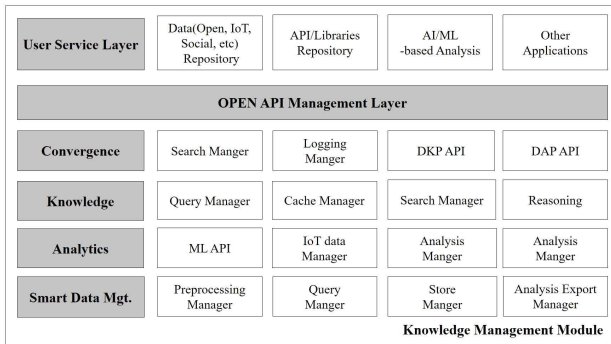 User Service Layer
Data(Open, IoT,
Social, etc)
Repository
API/Libraries
Repository
AI/ML
-based Analysis
Other
Applications
OPEN API Management Layer
Convergence
Search Manger
Logging
Manger
DKP API
DAP API
Knowledge
Query Manager
Cache Manager
Search Manager
Reasoning
Analytics
ML API
IoT data
Manager
Analysis
Manger
Analysis
Manger
Smart Data Mgt.
Preprocessing
Manager
Query
Manger
Store
Manger
Analysis Export
Manager
Knowledge Management Module